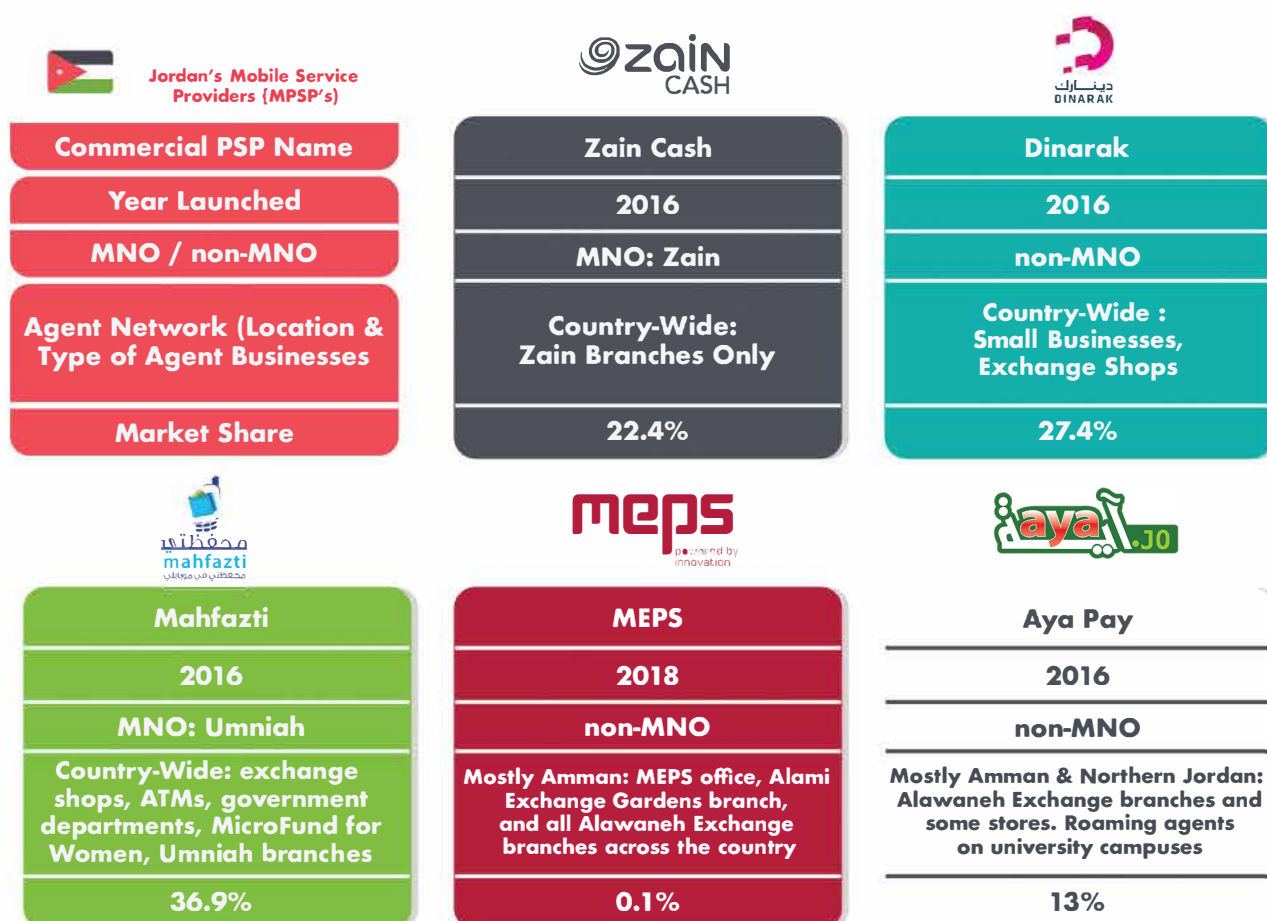 Jordan's Mobile Service
Providers (MPSP's)
Commercial PSP Name
Year Launched
MNO / non-MNO
Agent Network (Location &
Type of Agent Businesses
Market Share
zain
CASH
Zain Cash
2016
MNO: Zain
Country-Wide:
Zain Branches Only
22.4%
دينارك
DINARAK
Dinarak
2016
non-MNO
Country-Wide :
Small Businesses,
Exchange Shops
27.4%
محفظتي
mahfazti
محفظتي في موبايلي
Mahfazti
2016
MNO: Umniah
Country-Wide: exchange
shops, ATMs, government
departments, MicroFund for
Women, Umniah branches
36.9%
meps
powered by
innovation
MEPS
2018
non-MNO
Mostly Amman: MEPS office, Alami
Exchange Gardens branch,
and all Alawaneh Exchange
branches across the country
0.1%
aya
.JO
Aya Pay
2016
non-MNO
Mostly Amman & Northern Jordan:
Alawaneh Exchange branches and
some stores. Roaming agents
on university campuses
13%